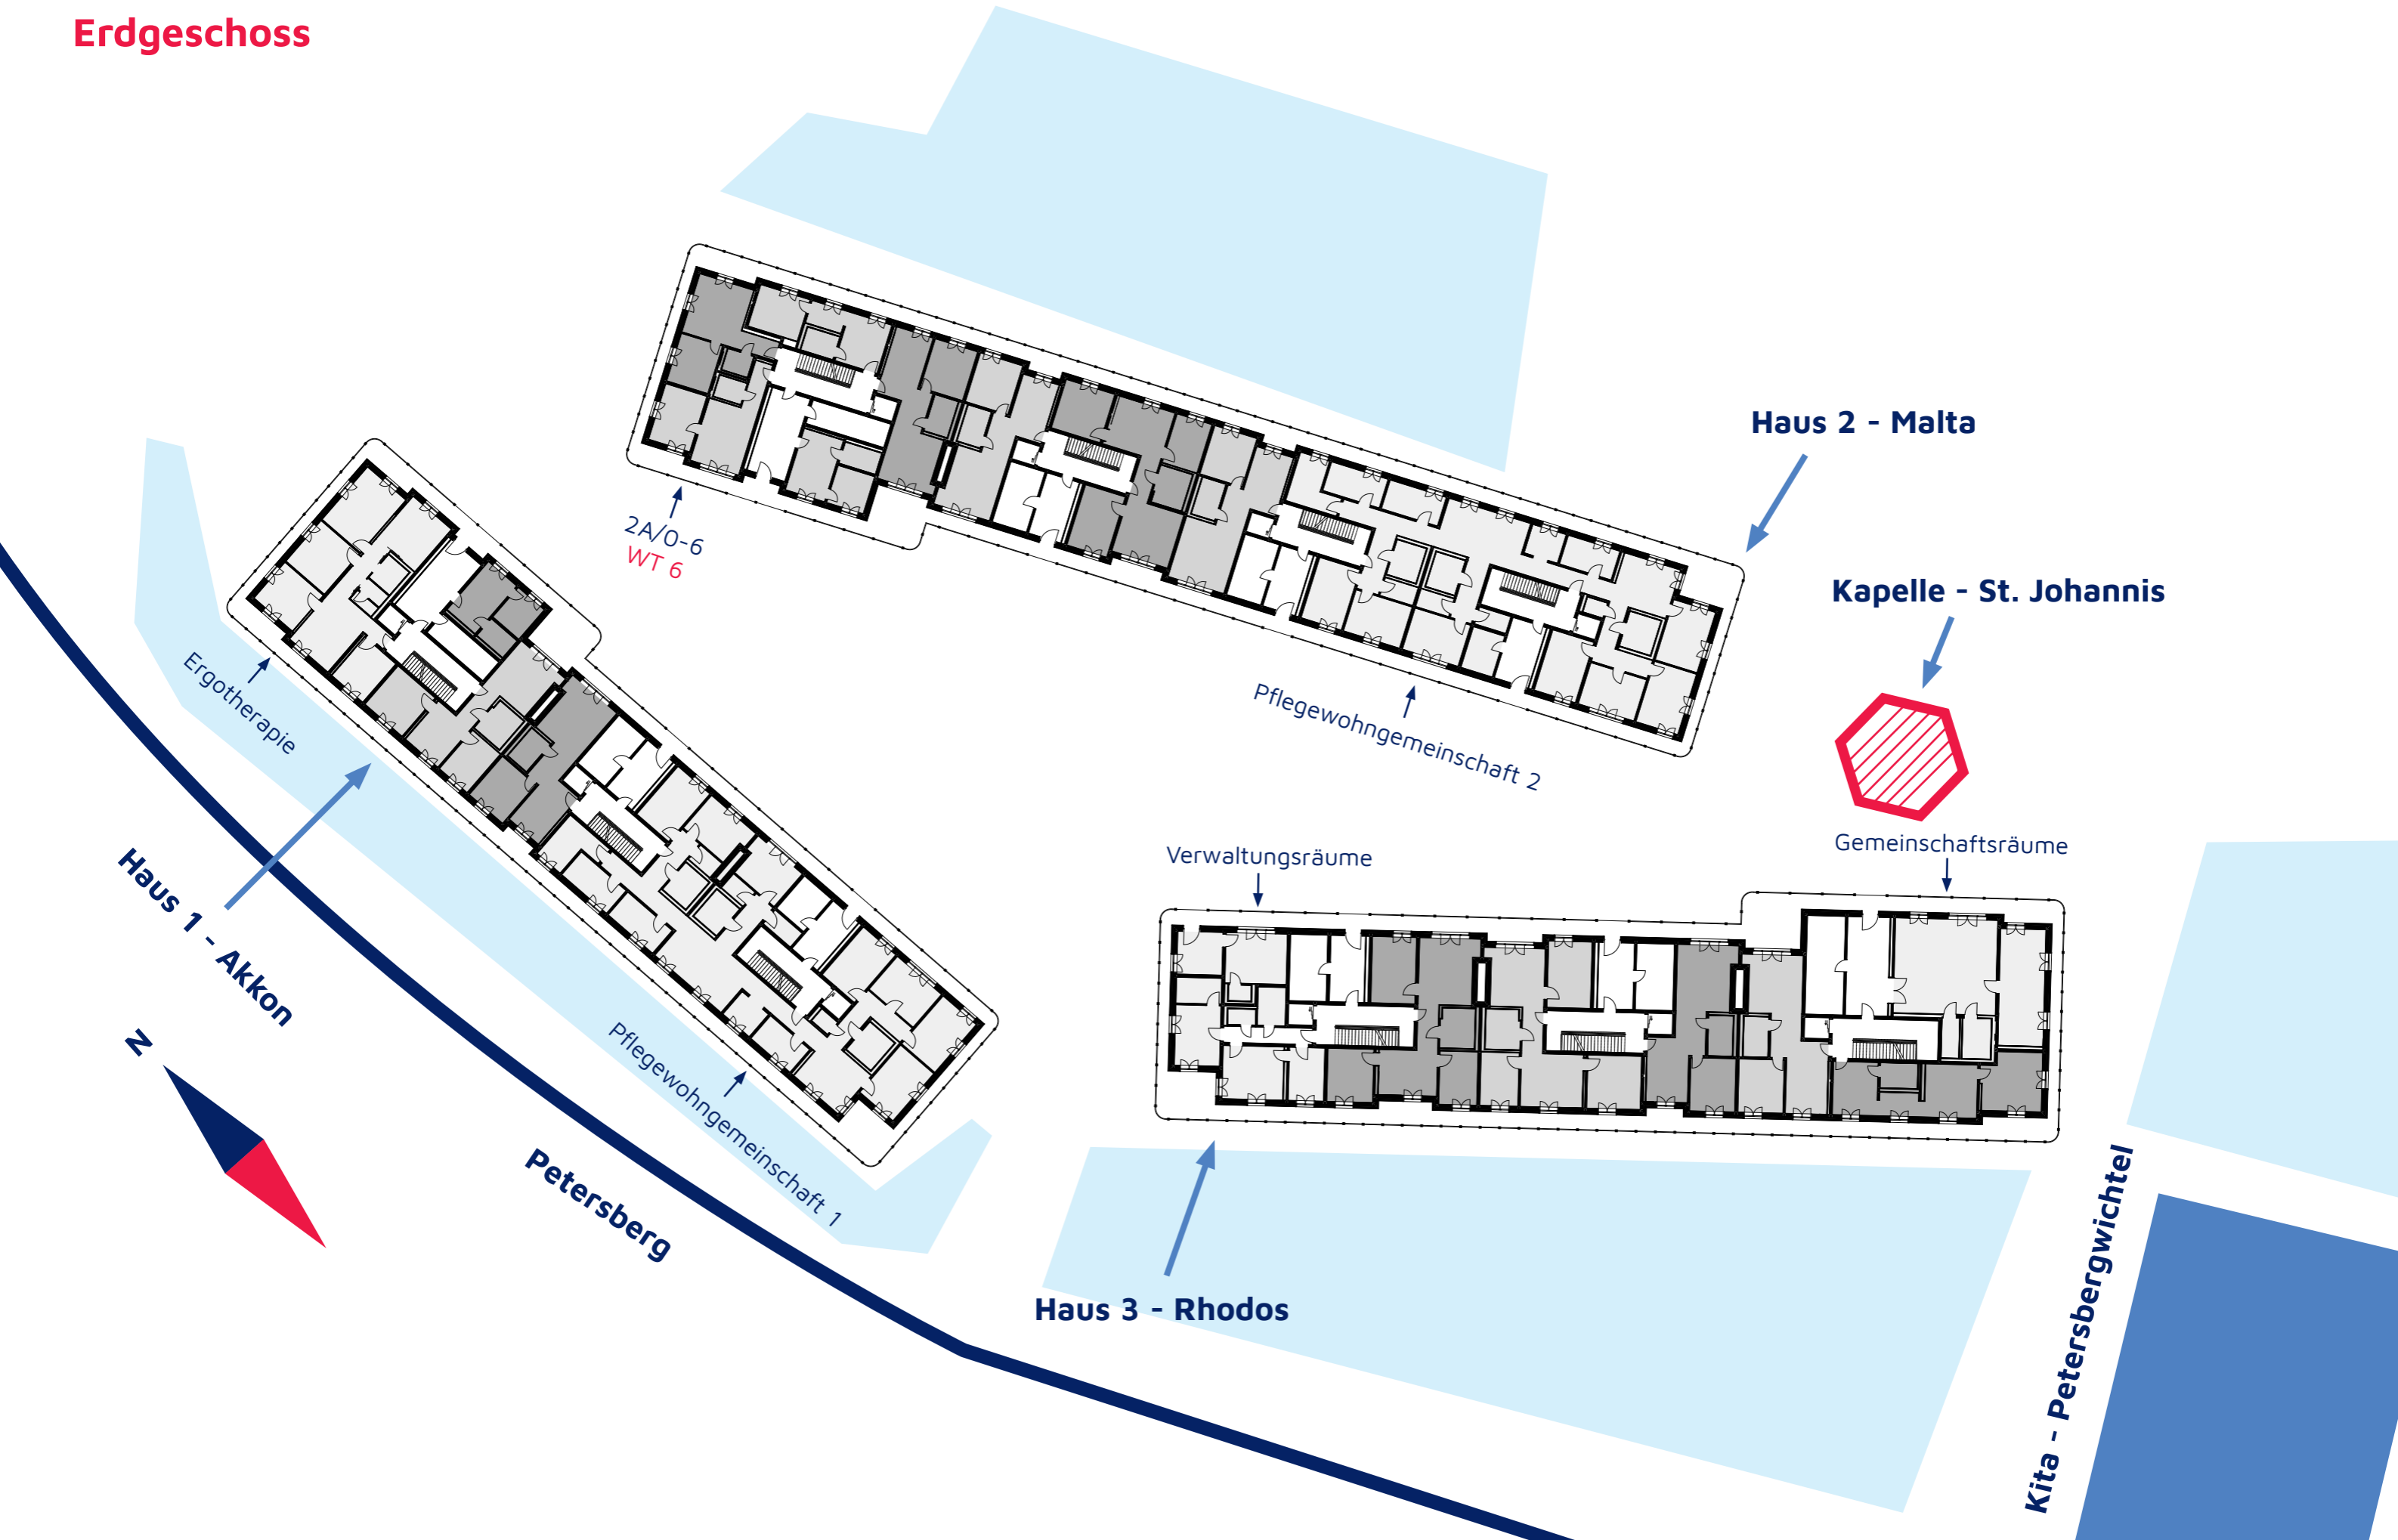 Erdgeschoss
Haus 2 - Malta
2A/0-6
WT 6
Kapelle - St. Johannis
Ergotherapie
Pflegewohngemeinschaft 2
Verwaltungsräume
Gemeinschaftsräume
Haus 1 - Akkon
N
Pflegewohngemeinschaft 1
Petersberg
Haus 3 - Rhodos
Kita - Petersbergwichtel